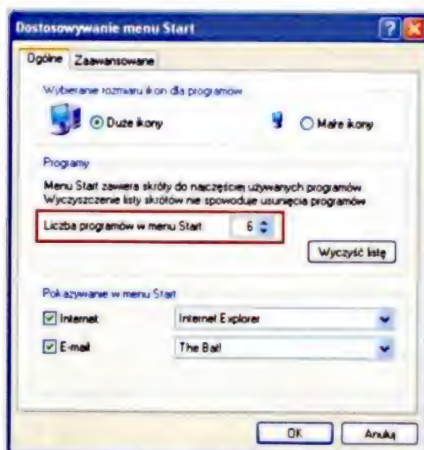 Dostosowywanie menu Start
Ogólne Zaawansowane
Wybieranie rozmiaru ikon dla programów
Duże ikony Małe ikony
Programy
Menu Start zawiera skróty do najczęściej używanych programów.
Wyczyszczenie listy skrótów nie spowoduje usunięcia programów
Liczba programów w menu Start 6
Wyczyść listę
Pokazywanie w menu Start
Internet Internet Explorer
E-mail The Bat!
OK Anuluj